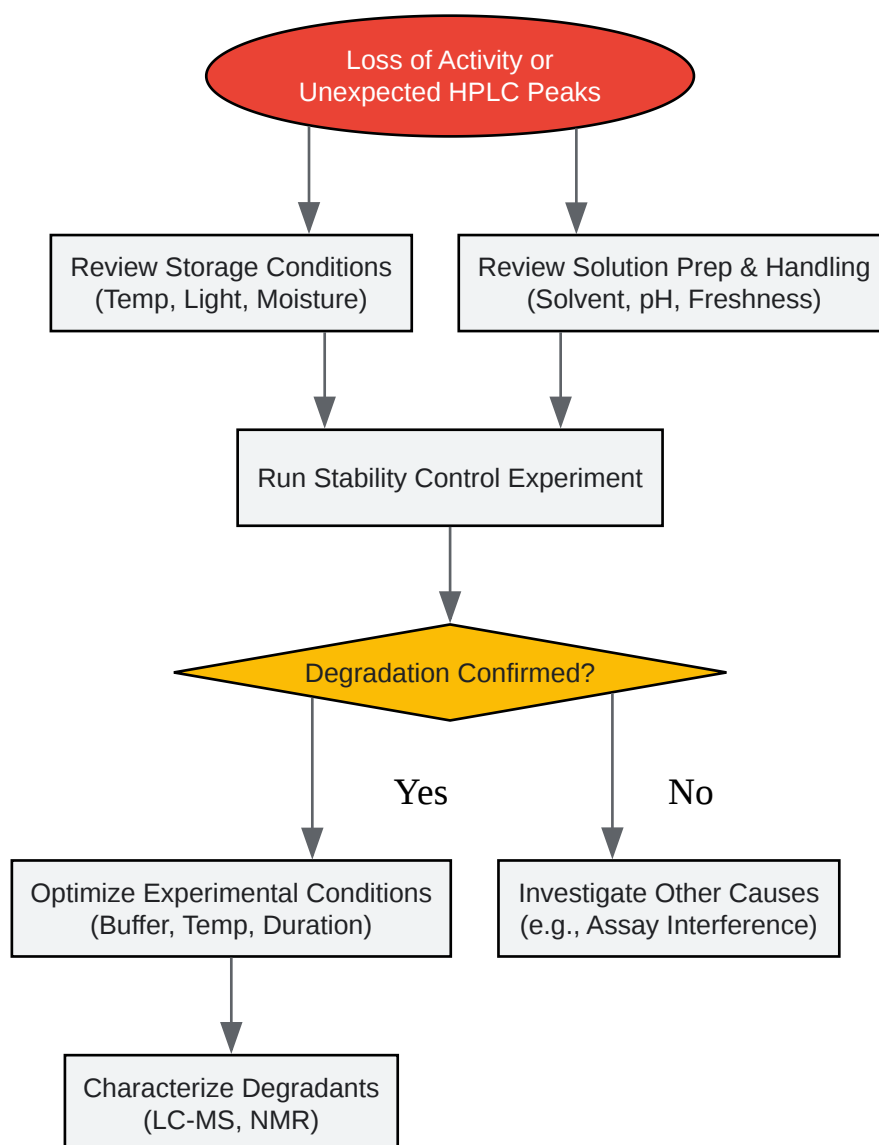 Loss of Activity or
Unexpected HPLC Peaks
Review Storage Conditions
(Temp, Light, Moisture)
Review Solution Prep & Handling
(Solvent, pH, Freshness)
Run Stability Control Experiment
Degradation Confirmed?
Yes
No
Optimize Experimental Conditions
(Buffer, Temp, Duration)
Investigate Other Causes
(e.g., Assay Interference)
Characterize Degradants
(LC-MS, NMR)